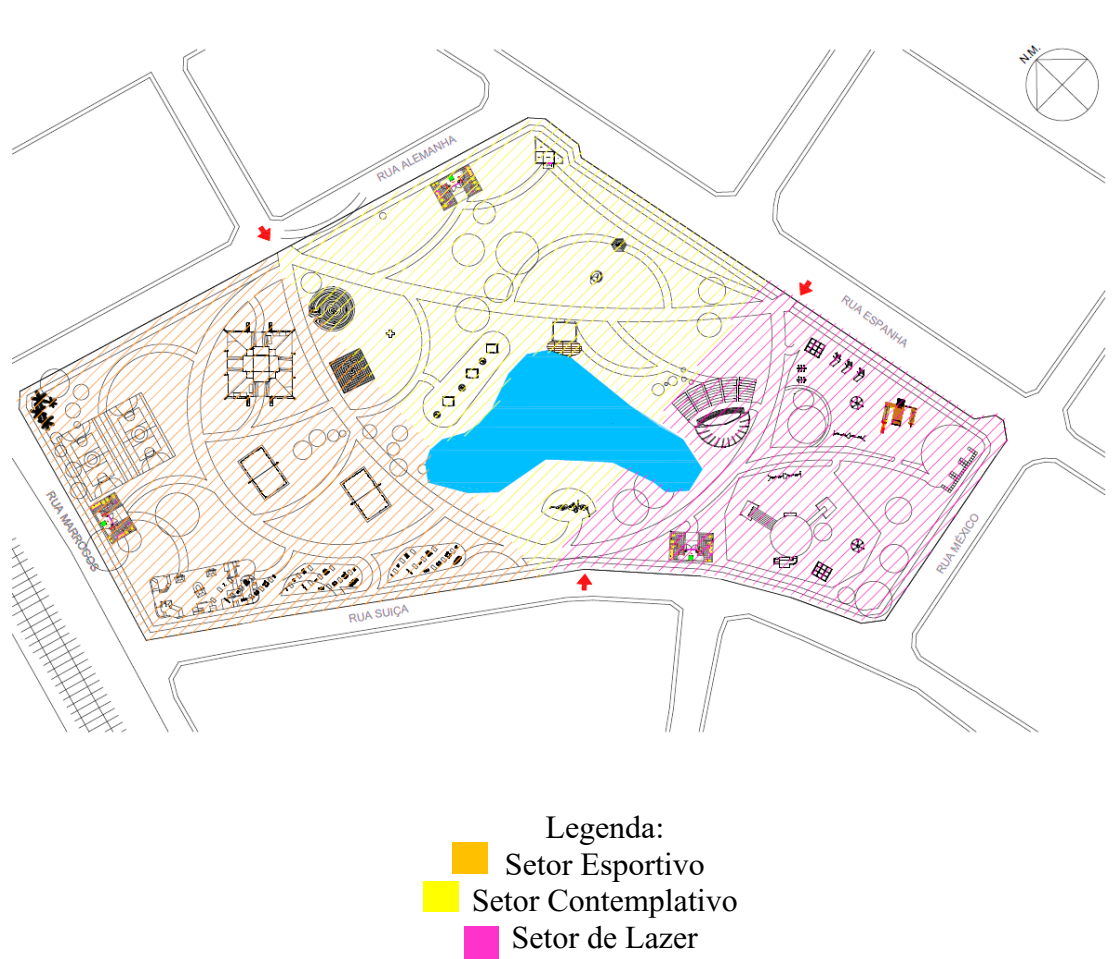 N.M.
RUA ALEMANHA
RUA ESPANHA
RUA MARROCOS
RUA MÉXICO
RUA SUIÇA
Legenda:
Setor Esportivo
Setor Contemplativo
Setor de Lazer